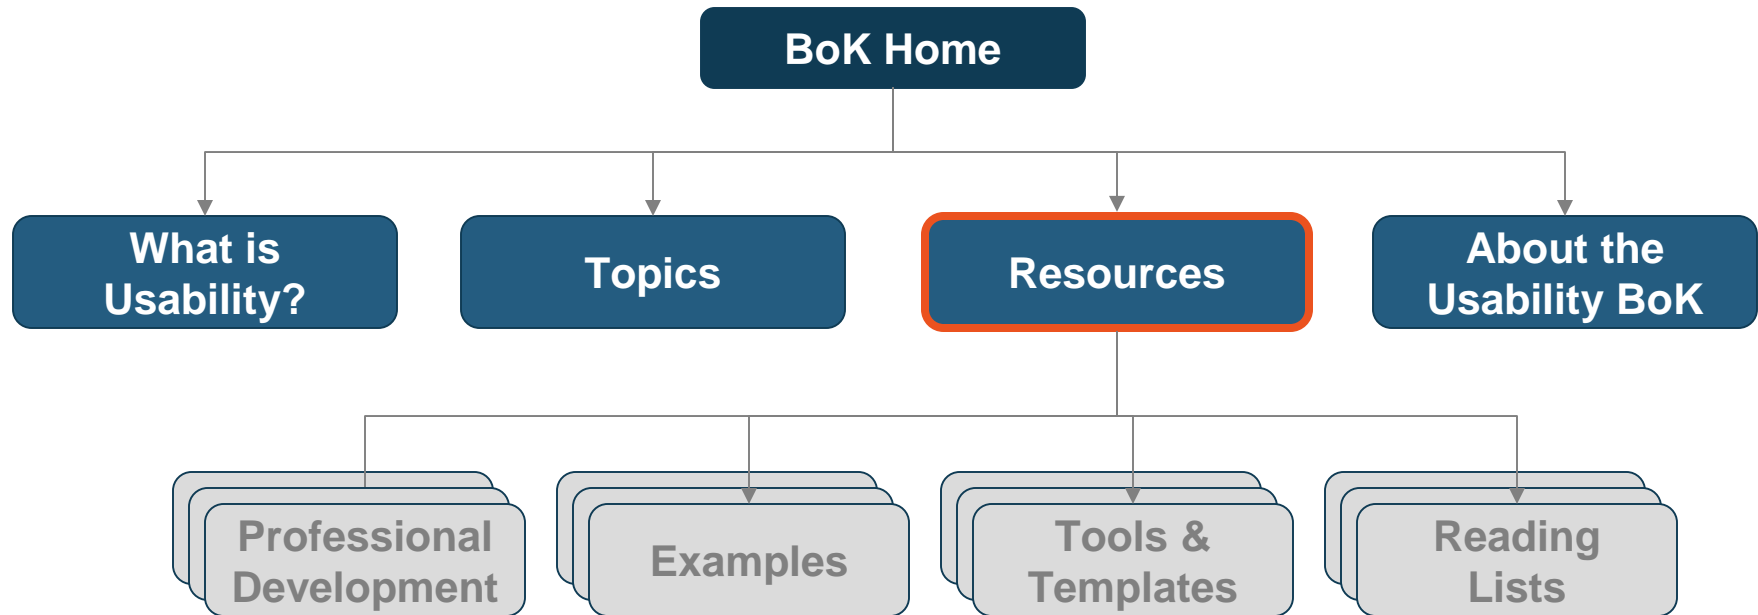 BoK Home
What is
Usability?
Topics
Resources
About the
Usability BoK
Professional
Development
Examples
Tools &
Templates
Reading
Lists